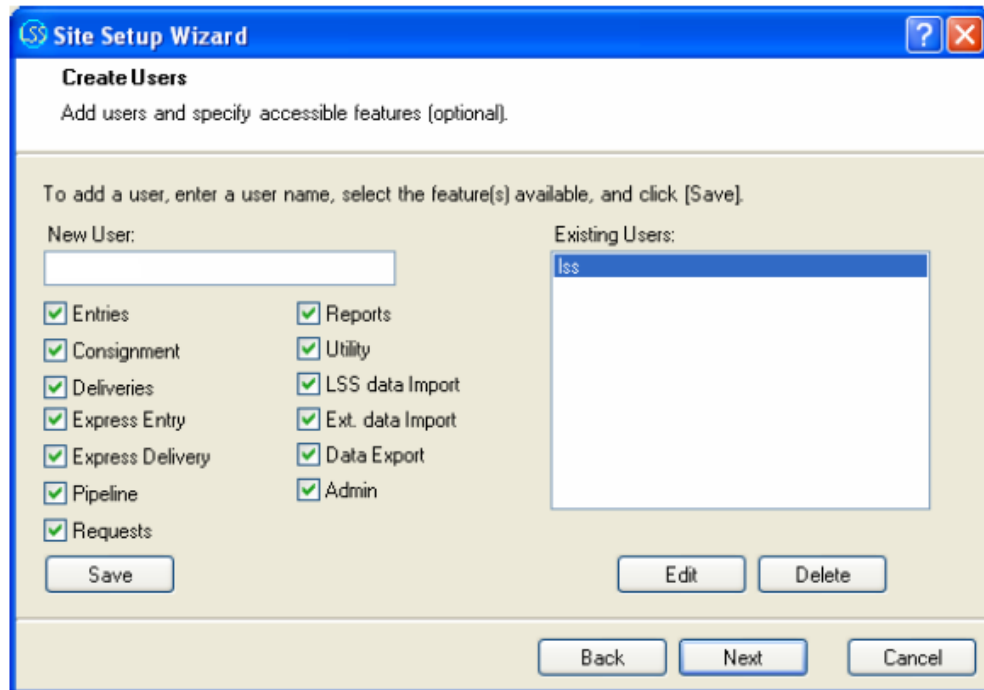 LSS Site Setup Wizard
Create Users
Add users and specify accessible features (optional).
To add a user, enter a user name, select the feature(s) available, and click [Save].
New User:
Existing Users:
lss
Entries
Reports
Consignment
Utility
Deliveries
LSS data Import
Express Entry
Ext. data Import
Express Delivery
Data Export
Pipeline
Admin
Requests
Save
Edit
Delete
Back
Next
Cancel